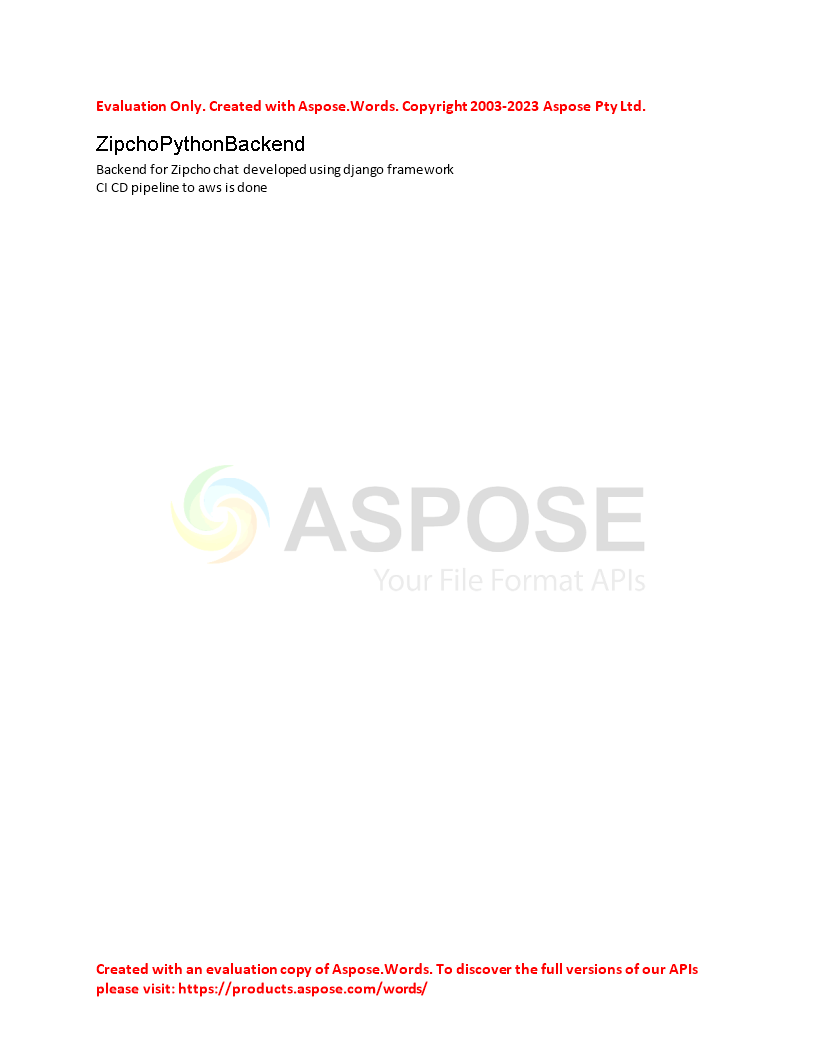 Evaluation Only. Created with Aspose.Words. Copyright 2003-2023 Aspose Pty Ltd.
ZipchoPythonBackend
Backend for Zipcho chat developed using django framework
CI CD pipeline to aws is done
ASPOSE
Your File Format APIs
Created with an evaluation copy of Aspose.Words. To discover the full versions of our APIs
please visit: https://products.aspose.com/words/